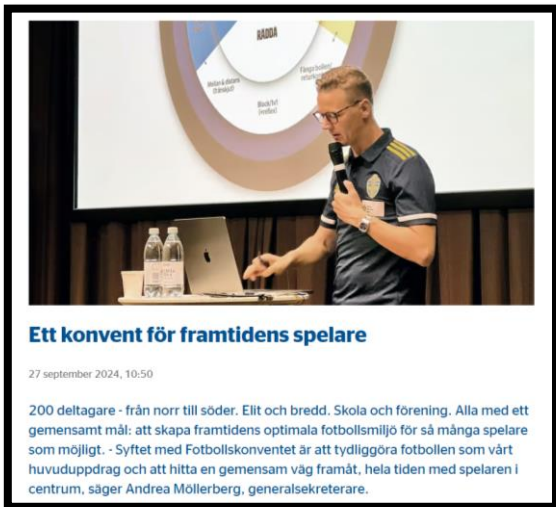 RÄDDA
Ett konvent för framtidens spelare
27 september 2024, 10:50
200 deltagare - från norr till söder. Elit och bredd. Skola och förening. Alla med ett
gemensamt mål: att skapa framtidens optimala fotbollsmiljö för så många spelare
som möjligt. - Syftet med Fotbollskonventet är att tydliggöra fotbollen som vårt
huvuduppdrag och att hitta en gemensam väg framåt, hela tiden med spelaren i
centrum, säger Andrea Möllerberg, generalsekreterare.